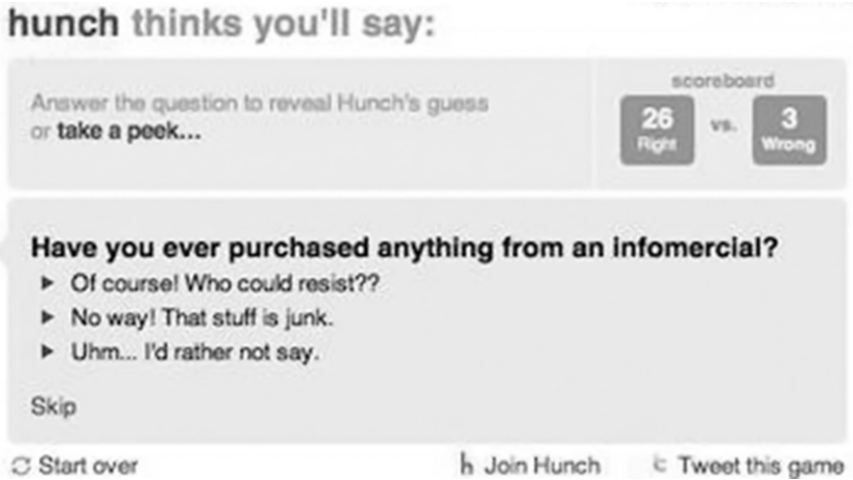 hunch thinks you'll say:
Answer the question to reveal Hunch's guess
or take a peek...
scoreboard
26 vs. 3
Right Wrong
Have you ever purchased anything from an infomercial?
Of course! Who could resist??
No way! That stuff is junk.
Uhm... I'd rather not say.
Skip
Start over h Join Hunch t Tweet this game